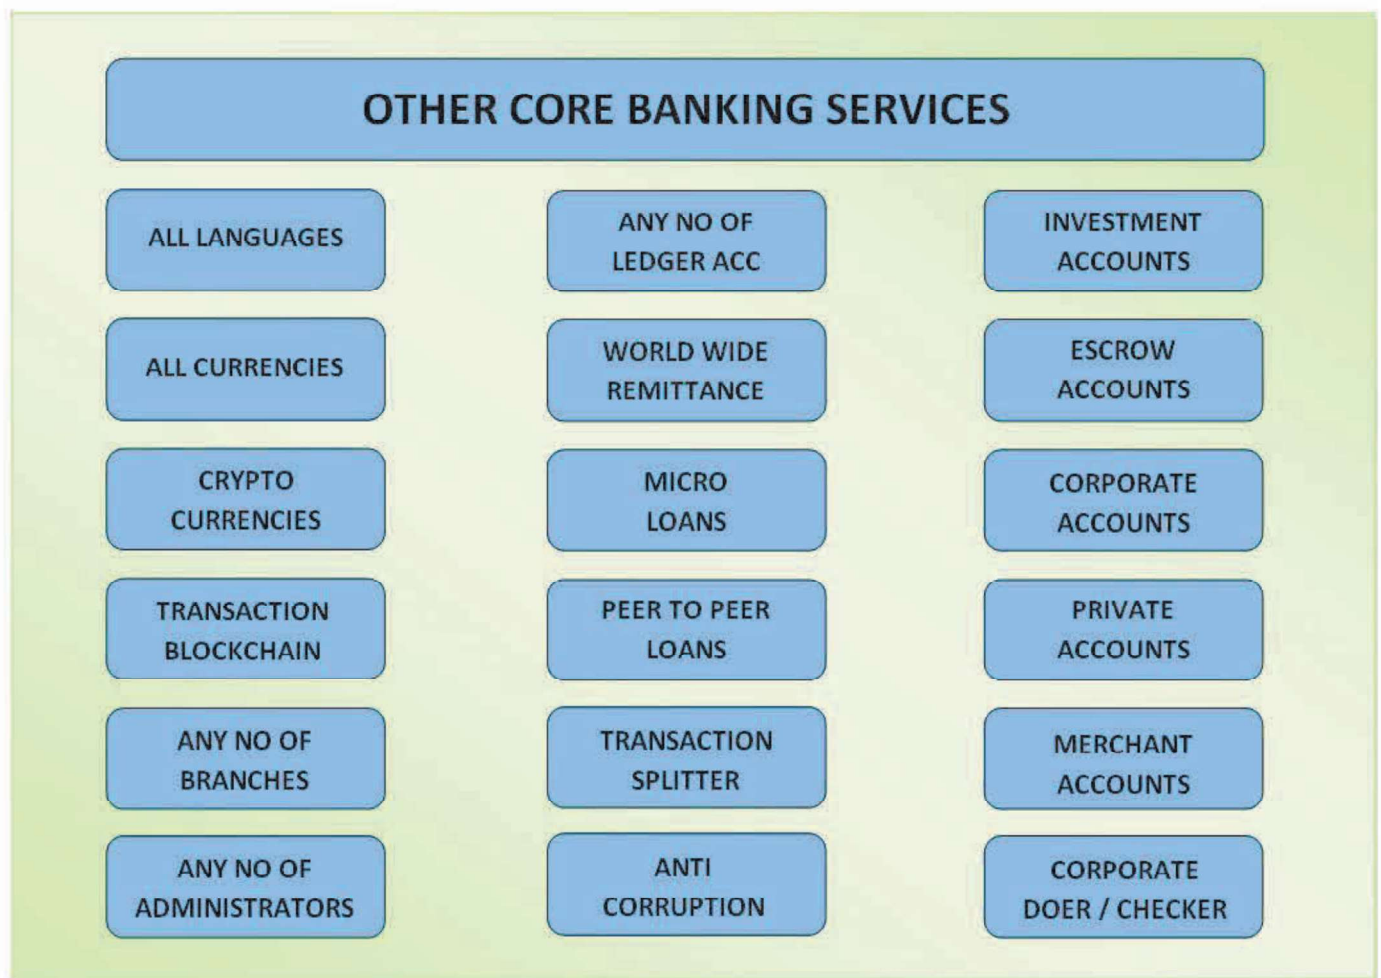 OTHER CORE BANKING SERVICES
ALL LANGUAGES
ANY NO OF
LEDGER ACC
INVESTMENT
ACCOUNTS
ALL CURRENCIES
WORLD WIDE
REMITTANCE
ESCROW
ACCOUNTS
CRYPTO
CURRENCIES
MICRO
LOANS
CORPORATE
ACCOUNTS
TRANSACTION
BLOCKCHAIN
PEER TO PEER
LOANS
PRIVATE
ACCOUNTS
ANY NO OF
BRANCHES
TRANSACTION
SPLITTER
MERCHANT
ACCOUNTS
ANY NO OF
ADMINISTRATORS
ANTI
CORRUPTION
CORPORATE
DOER / CHECKER